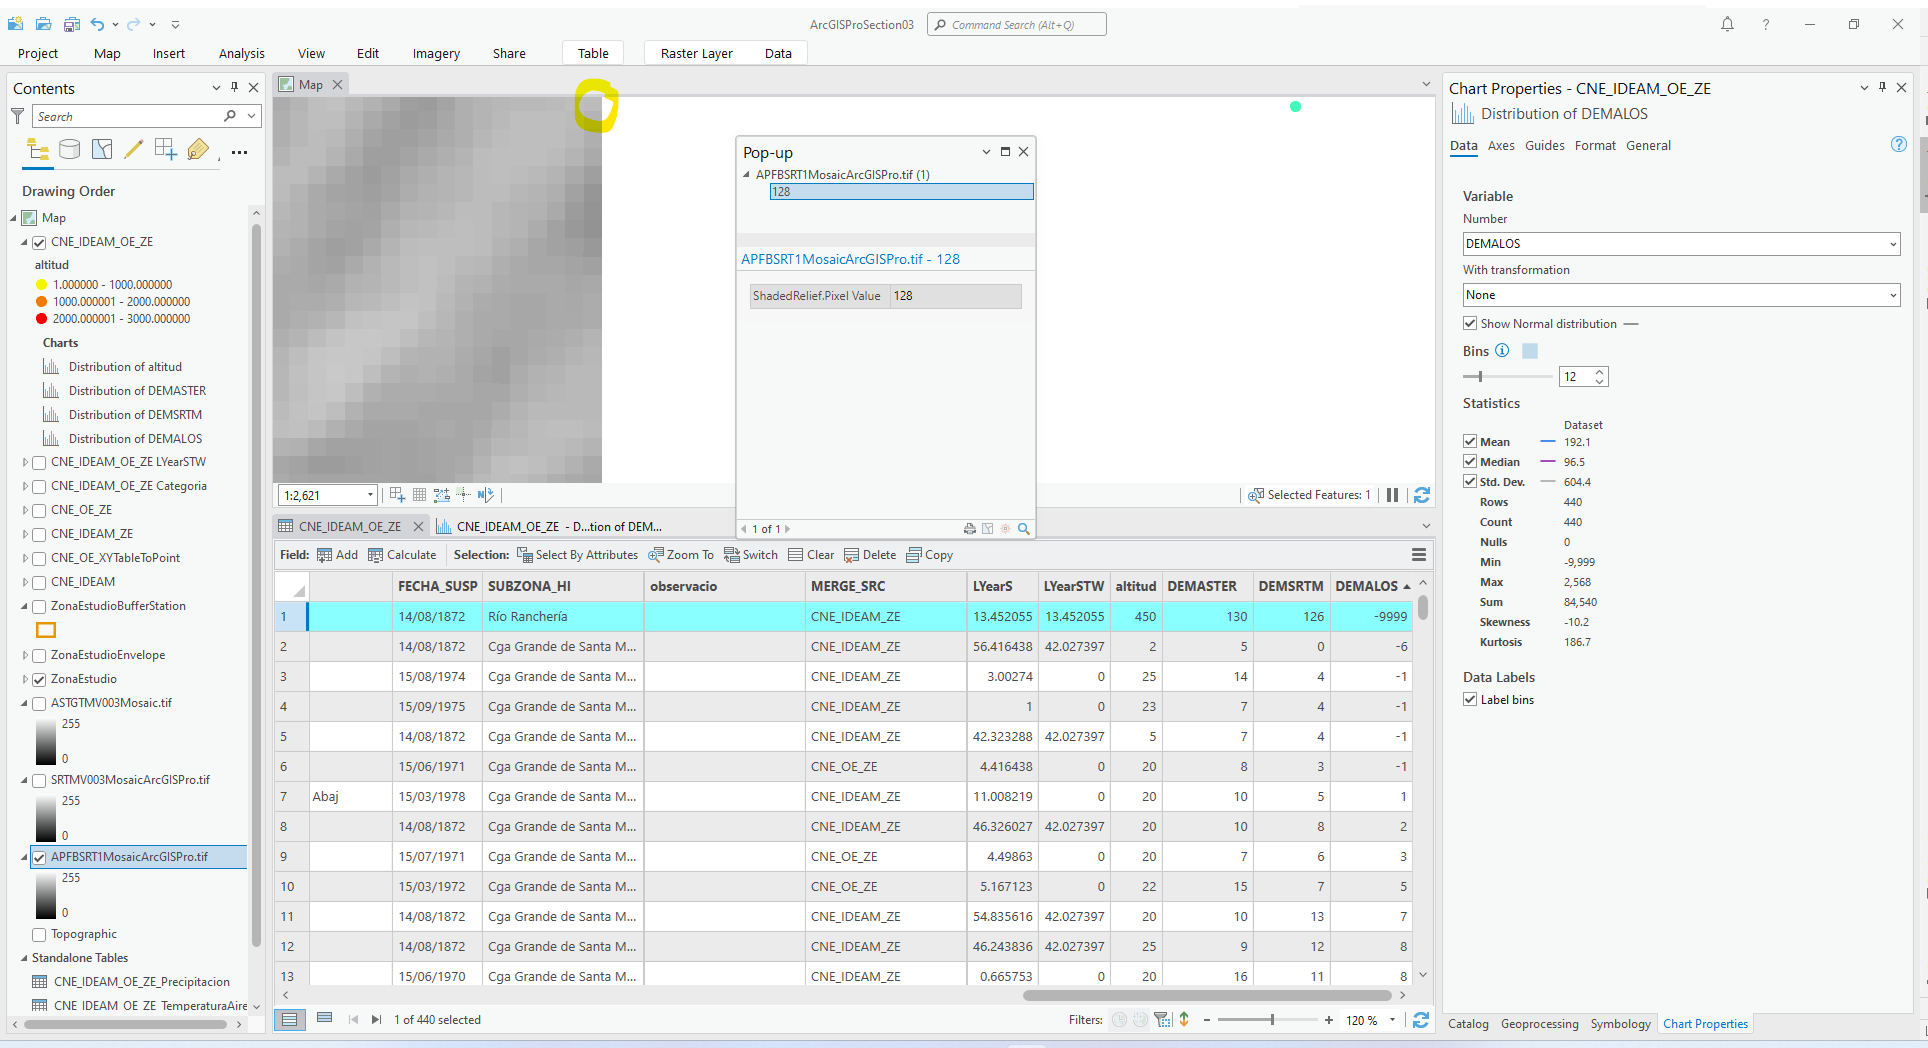 ArcGISProSection03
Command Search (Alt+Q)
Project
Map
Insert
Analysis
View
Edit
Imagery
Share
Table
Raster Layer
Data
Contents
Search
Drawing Order
Map
CNE_IDEAM_OE_ZE
altitud
1.000000 - 1000.000000
1000.000001 - 2000.000000
2000.000001 - 3000.000000
Charts
Distribution of altitud
Distribution of DEMASTER
Distribution of DEMSRTM
Distribution of DEMALOS
CNE_IDEAM_OE_ZE LYearSTW
CNE_IDEAM_OE_ZE Categoria
CNE_OE_ZE
CNE_IDEAM_ZE
CNE_OE_XYTableToPoint
CNE_IDEAM
ZonaEstudioBufferStation
ZonaEstudioEnvelope
ZonaEstudio
ASTGTMV003Mosaic.tif
255
0
SRTMV003MosaicArcGISPro.tif
255
0
APFBSRT1MosaicArcGISPro.tif
255
0
Topographic
Standalone Tables
CNE_IDEAM_OE_ZE_Precipitacion
CNE_IDEAM_OE_ZE_TemperaturaAire
Map
Pop-up
APFBSRT1MosaicArcGISPro.tif (1)
128
APFBSRT1MosaicArcGISPro.tif - 128
ShadedRelief.Pixel Value 128
1 of 1
1:2,621
Selected Features: 1
CNE_IDEAM_OE_ZE
CNE_IDEAM_OE_ZE - D...tion of DEM...
Field: Add Calculate Selection: Select By Attributes Zoom To Switch Clear Delete Copy
FECHA_SUSP SUBZONA_HI observacio MERGE_SRC LYearS LYearSTW altitud DEMASTER DEMSRTM DEMALOS
1 14/08/1872 Río Ranchería CNE_IDEAM_ZE 13.452055 13.452055 450 130 126 -9999
2 14/08/1872 Cga Grande de Santa M... CNE_IDEAM_ZE 56.416438 42.027397 2 5 0 -6
3 15/08/1974 Cga Grande de Santa M... CNE_IDEAM_ZE 3.00274 0 25 14 4 -1
4 15/09/1975 Cga Grande de Santa M... CNE_IDEAM_ZE 1 0 23 7 4 -1
5 14/08/1872 Cga Grande de Santa M... CNE_IDEAM_ZE 42.323288 42.027397 5 7 4 -1
6 15/06/1971 Cga Grande de Santa M... CNE_OE_ZE 4.416438 0 20 8 3 -1
7 Abaj 15/03/1978 Cga Grande de Santa M... CNE_IDEAM_ZE 11.008219 0 20 10 5 1
8 14/08/1872 Cga Grande de Santa M... CNE_IDEAM_ZE 46.326027 42.027397 20 10 8 2
9 15/07/1971 Cga Grande de Santa M... CNE_OE_ZE 4.49863 0 20 7 6 3
10 15/03/1972 Cga Grande de Santa M... CNE_OE_ZE 5.167123 0 22 15 7 5
11 14/08/1872 Cga Grande de Santa M... CNE_IDEAM_ZE 54.835616 42.027397 20 10 13 7
12 14/08/1872 Cga Grande de Santa M... CNE_IDEAM_ZE 46.243836 42.027397 25 9 12 8
13 15/06/1970 Cga Grande de Santa M... CNE_IDEAM_ZE 0.665753 0 20 16 11 8
1 of 440 selected
Filters:
120 %
Chart Properties - CNE_IDEAM_OE_ZE
Distribution of DEMALOS
Data Axes Guides Format General
Variable
Number
DEMALOS
With transformation
None
Show Normal distribution
Bins
12
Statistics
Dataset
Mean 192.1
Median 96.5
Std. Dev. 604.4
Rows 440
Count 440
Nulls 0
Min -9,999
Max 2,568
Sum 84,540
Skewness -10.2
Kurtosis 186.7
Data Labels
Label bins
Catalog Geoprocessing Symbology Chart Properties